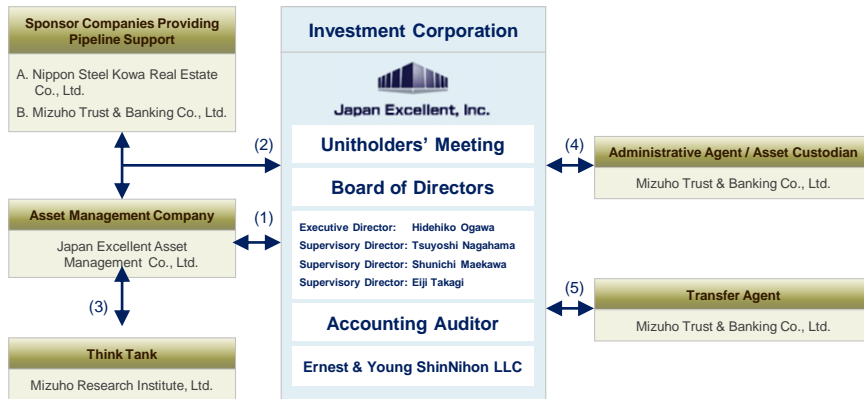 Sponsor Companies Providing
Pipeline Support
A. Nippon Steel Kowa Real Estate
Co., Ltd.
B. Mizuho Trust & Banking Co., Ltd.
(2)
Asset Management Company
Japan Excellent Asset
Management Co., Ltd.
(1)
(3)
Think Tank
Mizuho Research Institute, Ltd.
Investment Corporation
Japan Excellent, Inc.
Unitholders’ Meeting
Board of Directors
Executive Director: Hidehiko Ogawa
Supervisory Director: Tsuyoshi Nagahama
Supervisory Director: Shunichi Maekawa
Supervisory Director: Eiji Takagi
Accounting Auditor
Ernest & Young ShinNihon LLC
(4)
Administrative Agent / Asset Custodian
Mizuho Trust & Banking Co., Ltd.
(5)
Transfer Agent
Mizuho Trust & Banking Co., Ltd.